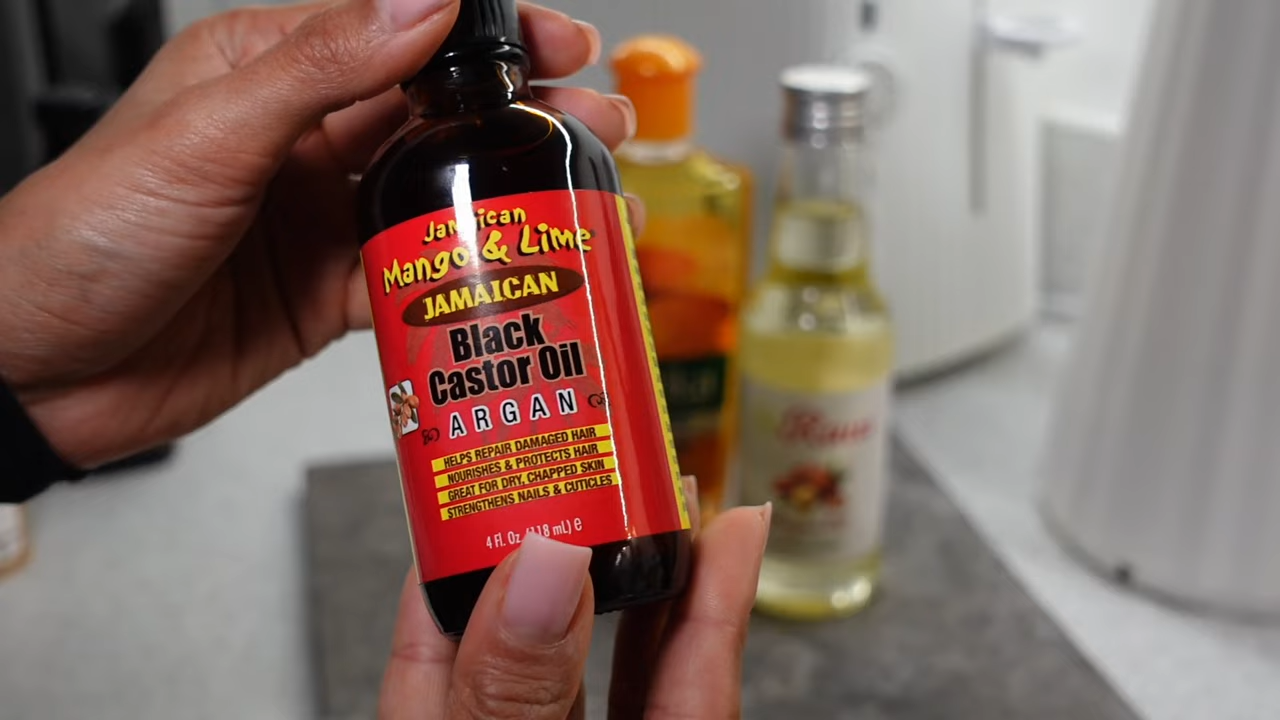 Jamaican
Mango & Lime
JAMAICAN
Black
Castor Oil
ARGAN
HELPS REPAIR DAMAGED HAIR
NOURISHES & PROTECTS HAIR
GREAT FOR DRY, CHAPPED SKIN
STRENGTHENS NAILS & CUTICLES
4 Fl. Oz. (118 mL) e